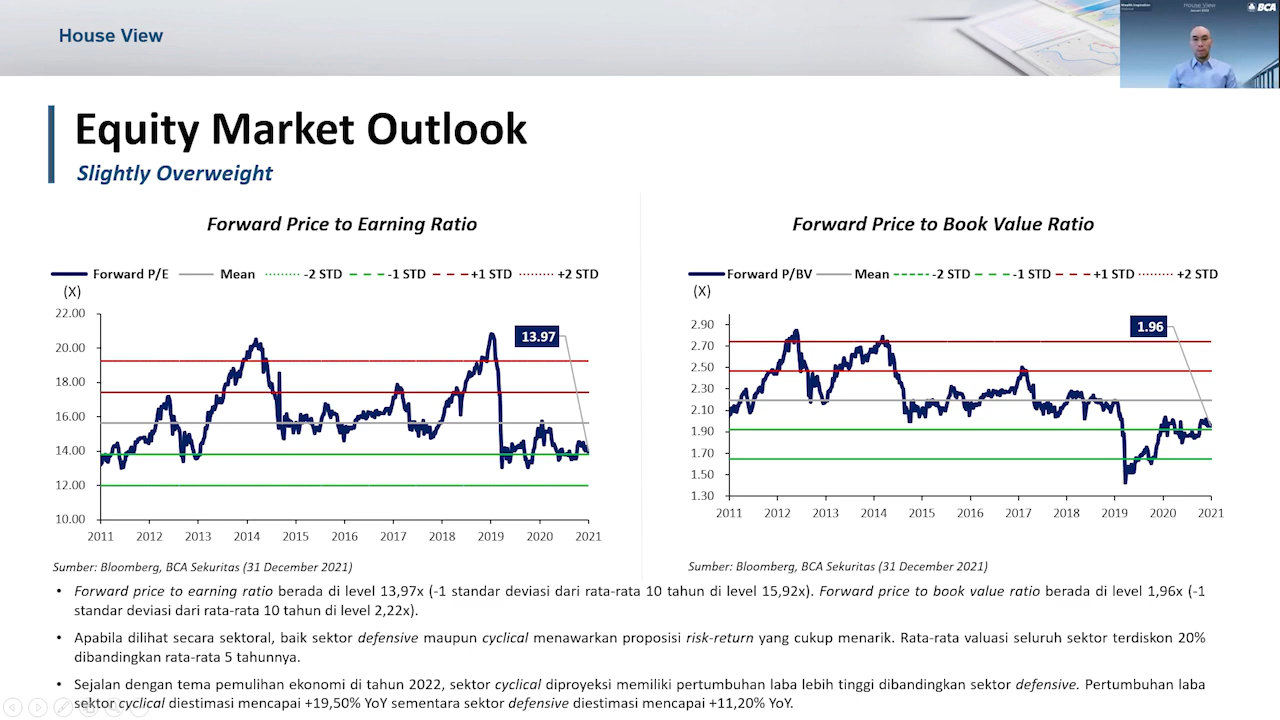 House View
House View
BCA
Equity Market Outlook
Slightly Overweight
Forward Price to Earning Ratio
Forward P/E Mean -2 STD -1 STD +1 STD +2 STD
(X)
22.00
20.00
18.00
16.00
14.00
12.00
10.00
13.97
2011 2012 2013 2014 2015 2016 2017 2018 2019 2020 2021
Sumber: Bloomberg, BCA Sekuritas (31 December 2021)
Forward Price to Book Value Ratio
Forward P/BV Mean -2 STD -1 STD +1 STD +2 STD
(X)
2.90
2.70
2.50
2.30
2.10
1.90
1.70
1.50
1.30
1.96
2011 2012 2013 2014 2015 2016 2017 2018 2019 2020 2021
Sumber: Bloomberg, BCA Sekuritas (31 December 2021)
• Forward price to earning ratio berada di level 13,97x (-1 standar deviasi dari rata-rata 10 tahun di level 15,92x). Forward price to book value ratio berada di level 1,96x (-1
standar deviasi dari rata-rata 10 tahun di level 2,22x).
• Apabila dilihat secara sektoral, baik sektor defensive maupun cyclical menawarkan proposisi risk-return yang cukup menarik. Rata-rata valuasi seluruh sektor terdiskon 20%
dibandingkan rata-rata 5 tahunnya.
• Sejalan dengan tema pemulihan ekonomi di tahun 2022, sektor cyclical diproyeksi memiliki pertumbuhan laba lebih tinggi dibandingkan sektor defensive. Pertumbuhan laba
sektor cyclical diestimasi mencapai +19,50% YoY sementara sektor defensive diestimasi mencapai +11,20% YoY.